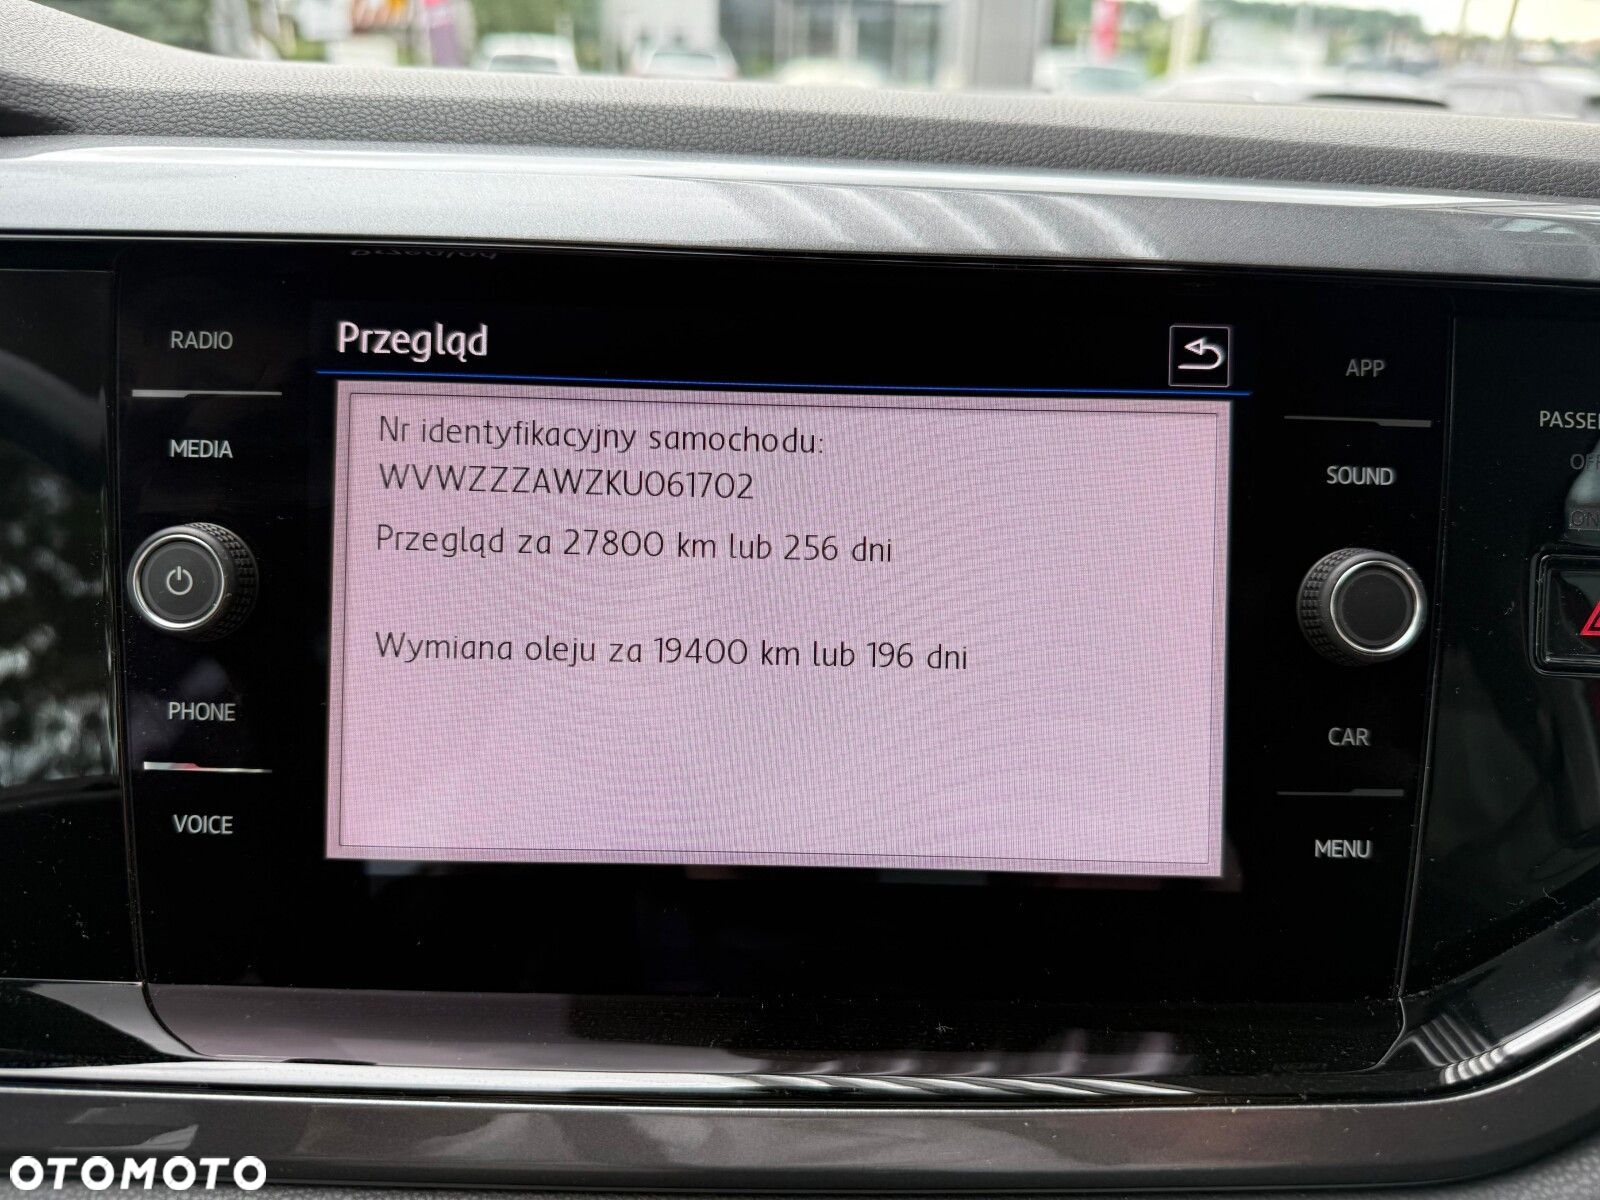 RADIO
MEDIA
PHONE
VOICE
Przegląd
Nr identyfikacyjny samochodu:
WVWZZZAWZKU061702
Przegląd za 27800 km lub 256 dni
Wymiana oleju za 19400 km lub 196 dni
APP
SOUND
CAR
MENU
OTOMOTO